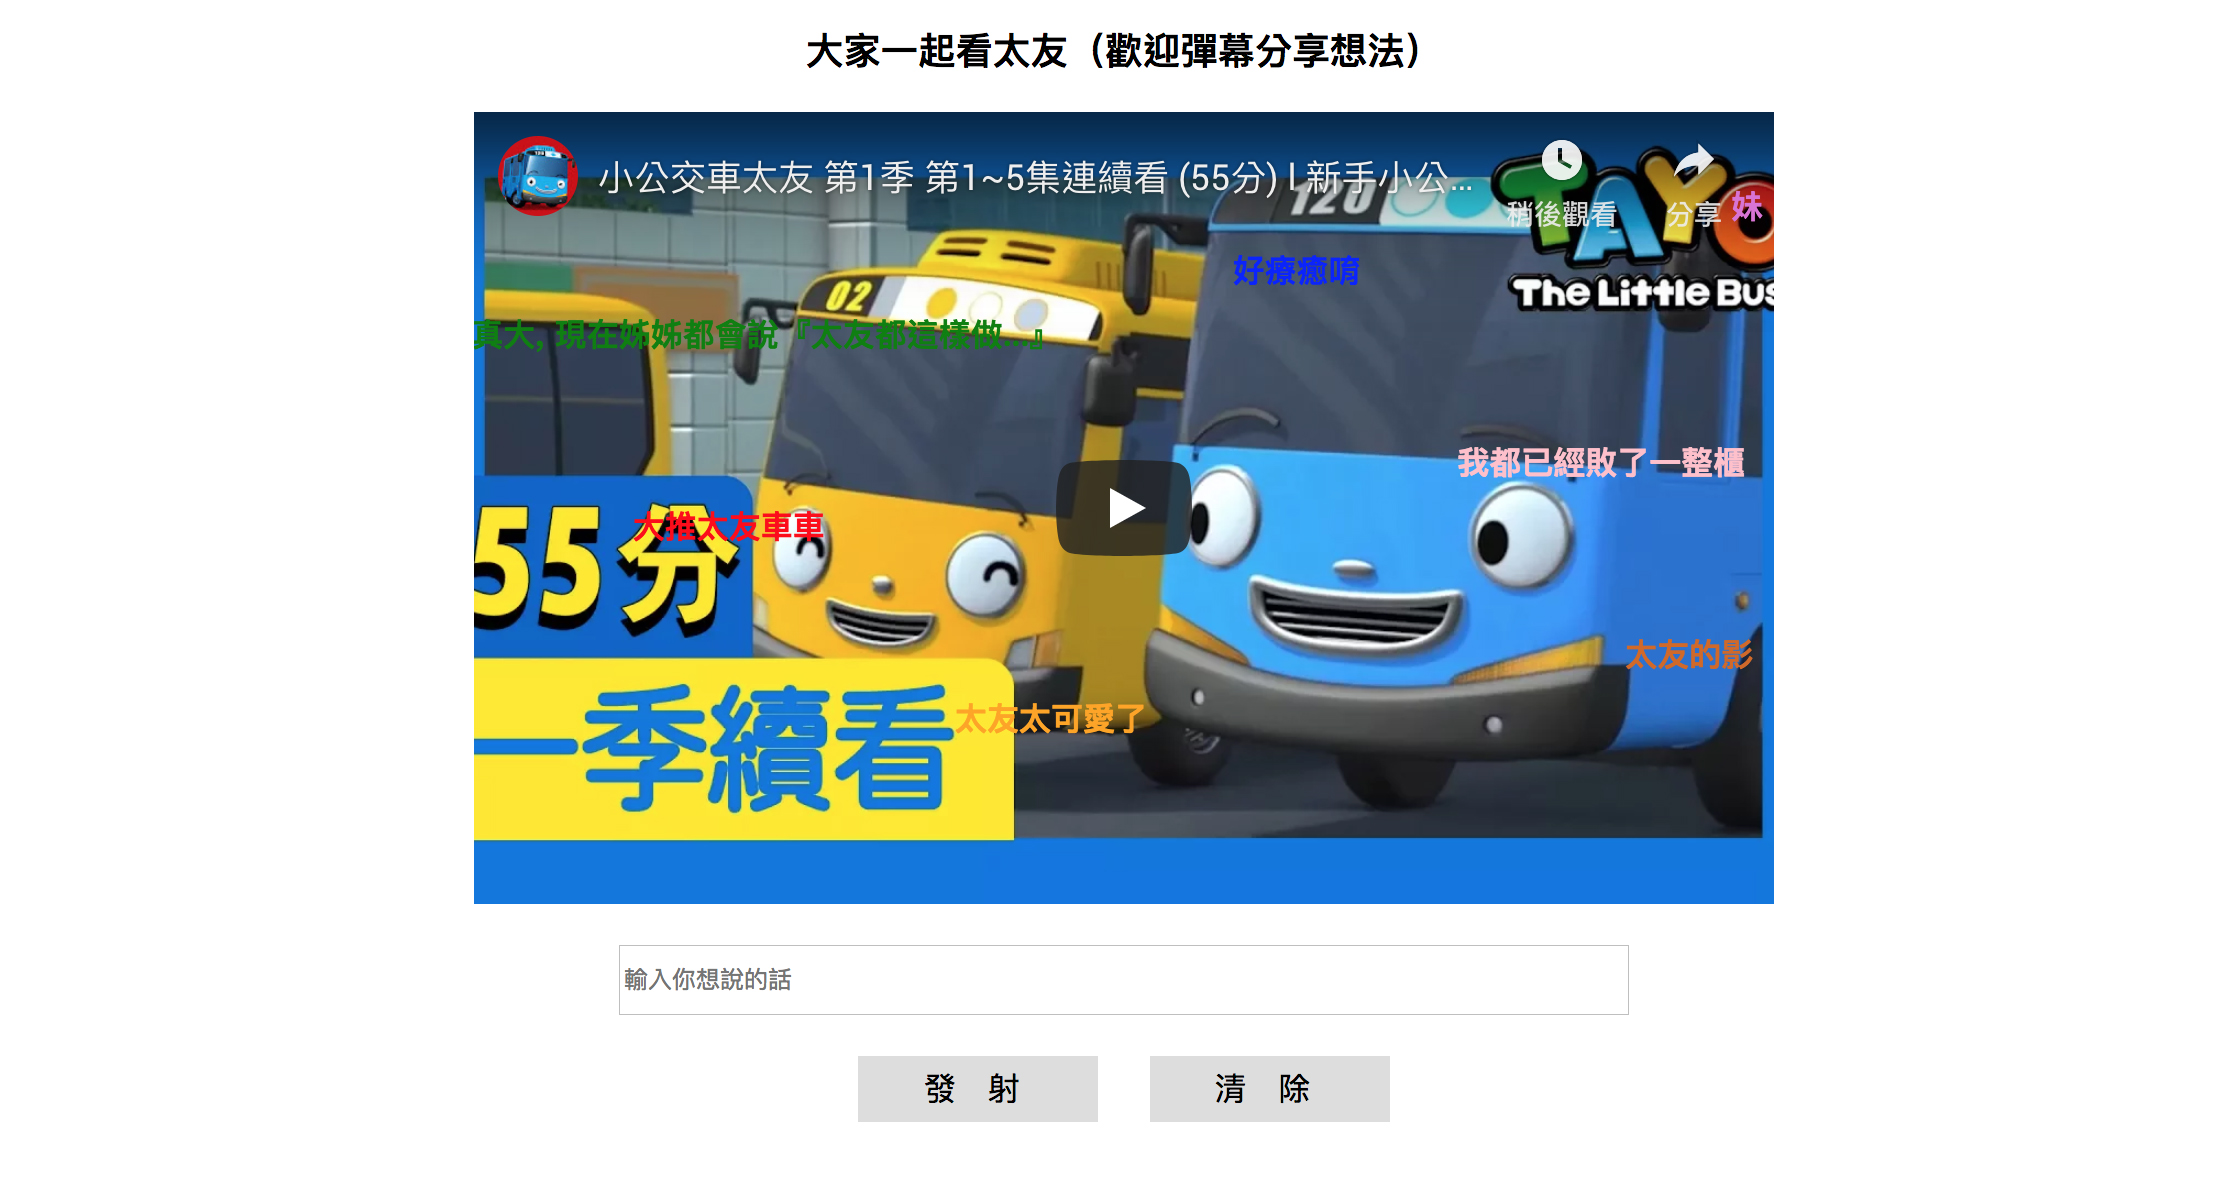 大家一起看太友（歡迎彈幕分享想法）
小公交車太友 第1季 第1~5集連續看 (55分) l 新手小公...
稍後觀看
分享
妹
TAYO
The Little Bus
120
好療癒唷
02
真大, 現在姊姊都會說『太友都這樣做...』
我都已經敗了一整櫃
大推太友車車
55分
太友的影
太友太可愛了
一季續看
輸入你想說的話
發 射
清 除